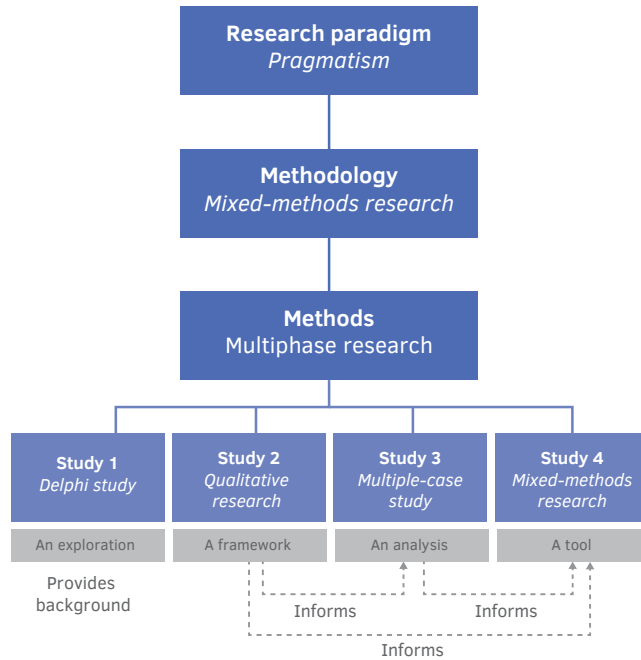 Research paradigm
Pragmatism
Methodology
Mixed-methods research
Methods
Multiphase research
Study 1
Delphi study
Study 2
Qualitative
research
Study 3
Multiple-case
study
Study 4
Mixed-methods
research
An exploration
A framework
An analysis
A tool
Provides
background
Informs
Informs
Informs